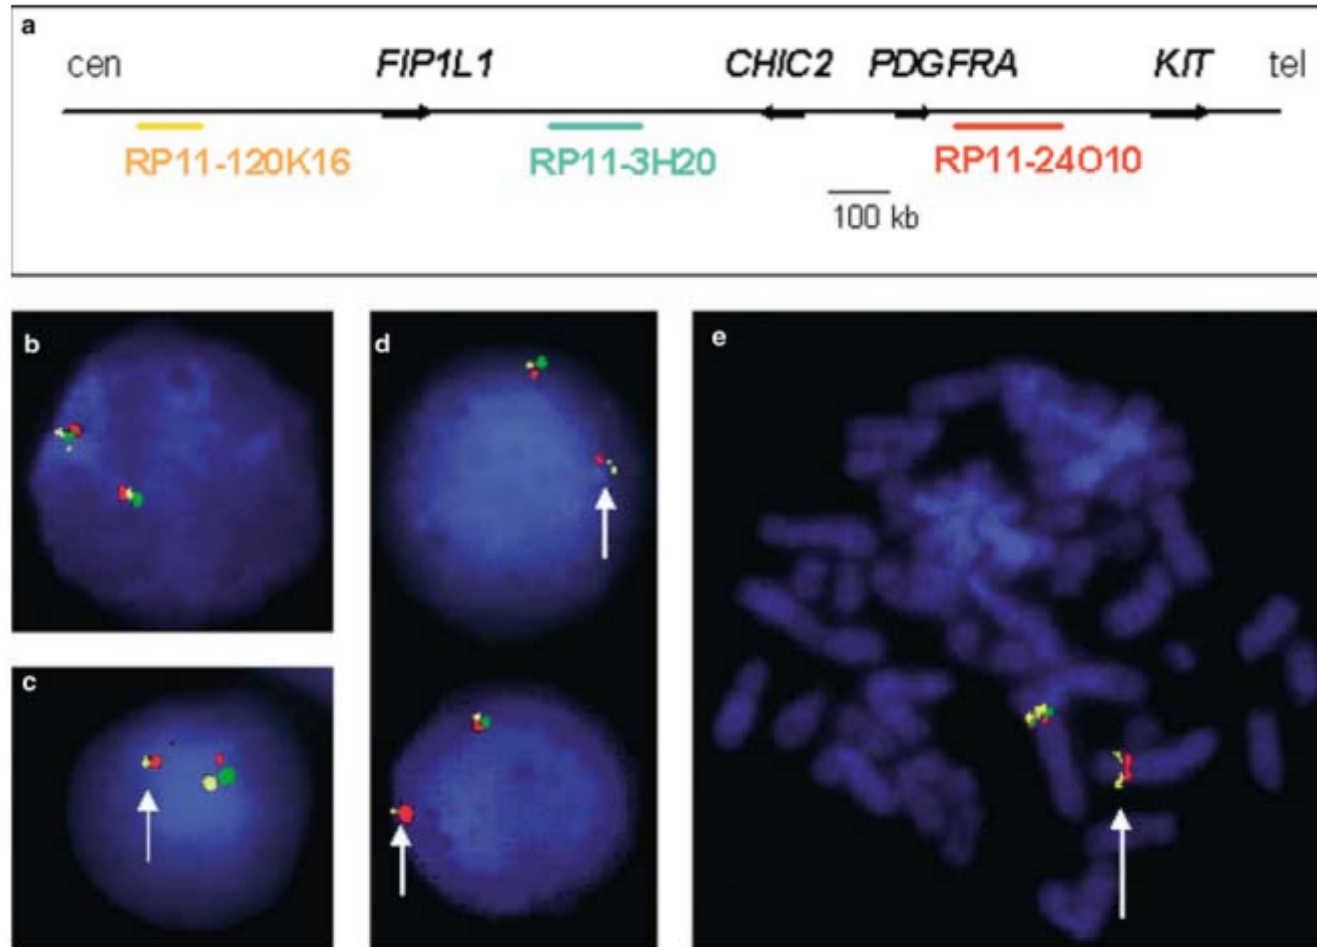 a
cen FIP1L1 CHIC2 PDGFRA KIT tel
RP11-120K16 RP11-3H20 RP11-24O10
100 kb
b
d
e
c